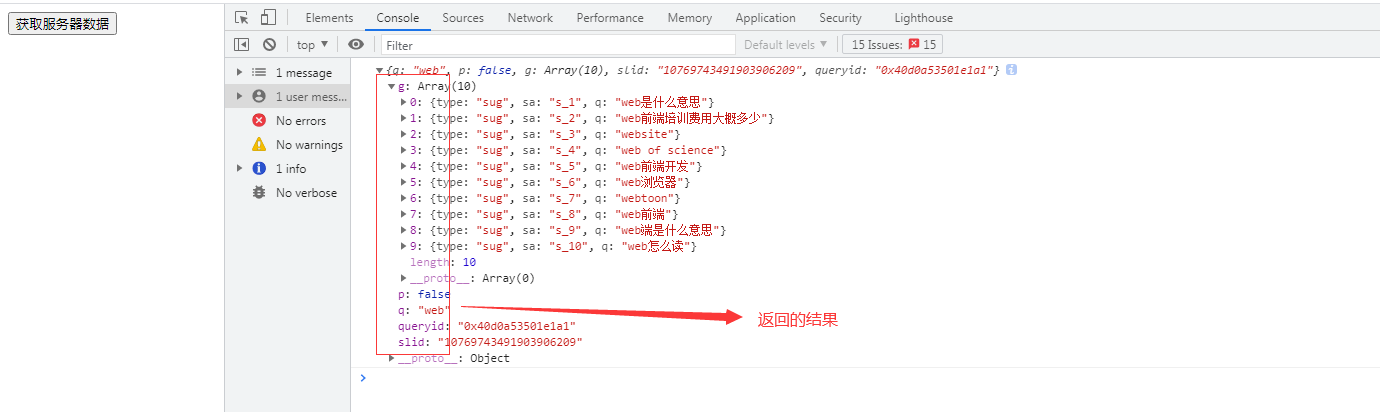 获取服务器数据
Elements Console Sources Network Performance Memory Application Security Lighthouse
top ▼ Filter Default levels ▼ 15 Issues: 15
1 message
1 user mess...
No errors
No warnings
1 info
No verbose
▼{q: "web", p: false, g: Array(10), slid: "10769743491903906209", queryid: "0x40d0a53501e1a1"} i
▼g: Array(10)
▶0: {type: "sug", sa: "s_1", q: "web是什么意思"}
▶1: {type: "sug", sa: "s_2", q: "web前端培训费用大概多少"}
▶2: {type: "sug", sa: "s_3", q: "website"}
▶3: {type: "sug", sa: "s_4", q: "web of science"}
▶4: {type: "sug", sa: "s_5", q: "web前端开发"}
▶5: {type: "sug", sa: "s_6", q: "web浏览器"}
▶6: {type: "sug", sa: "s_7", q: "webtoon"}
▶7: {type: "sug", sa: "s_8", q: "web前端"}
▶8: {type: "sug", sa: "s_9", q: "web端是什么意思"}
▶9: {type: "sug", sa: "s_10", q: "web怎么读"}
length: 10
▶__proto__: Array(0)
p: false
q: "web"
queryid: "0x40d0a53501e1a1"
slid: "10769743491903906209"
▶__proto__: Object
返回的结果